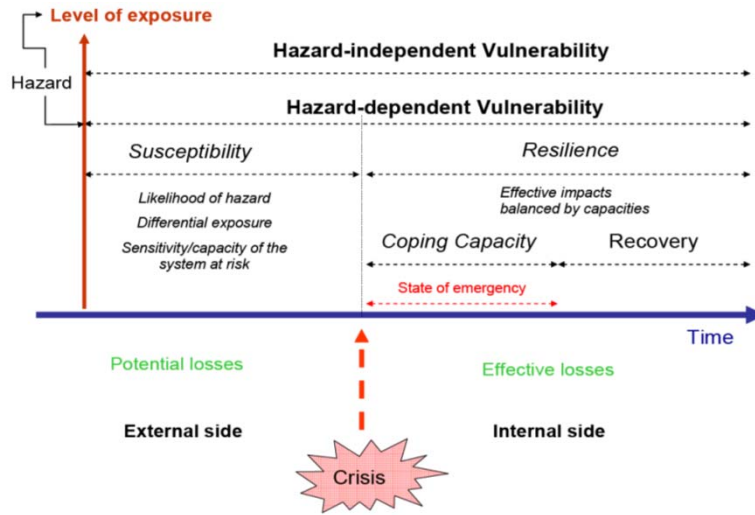 Level of exposure
Hazard-independent Vulnerability
Hazard
Hazard-dependent Vulnerability
Susceptibility
Resilience
Likelihood of hazard
Differential exposure
Sensitivity/capacity of the
system at risk
Effective impacts
balanced by capacities
Coping Capacity
Recovery
State of emergency
Time
Potential losses
Effective losses
External side
Internal side
Crisis